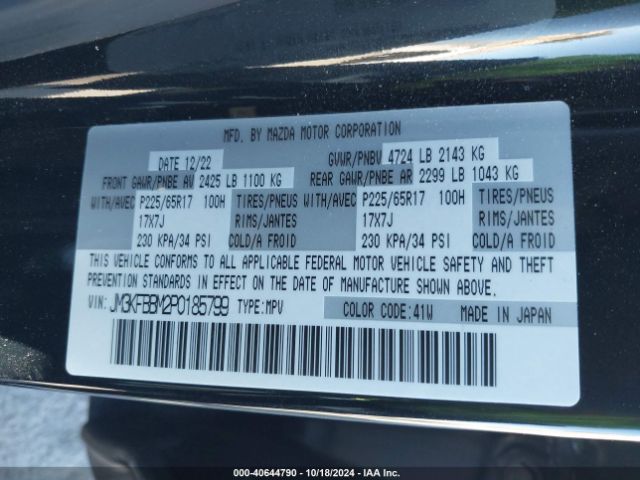 MFD. BY MAZDA MOTOR CORPORATION
DATE 12/22 GVWR/PNBV 4724 LB 2143 KG
FRONT GAWR/PNBE AV 2425 LB 1100 KG REAR GAWR/PNBE AR 2299 LB 1043 KG
WITH/AVEC P225/65R17 100H TIRES/PNEUS WITH/AVEC P225/65R17 100H TIRES/PNEUS
17X7J RIMS/JANTES 17X7J RIMS/JANTES
230 KPA/34 PSI COLD/A FROID 230 KPA/34 PSI COLD/A FROID
THIS VEHICLE CONFORMS TO ALL APPLICABLE FEDERAL MOTOR VEHICLE SAFETY AND THEFT
PREVENTION STANDARDS IN EFFECT ON THE DATE OF MANUFACTURE SHOWN ABOVE.
VIN: JM3KFBBM2P0185799 TYPE:MPV COLOR CODE:41W MADE IN JAPAN
000-40644790 | 10/18/2024 | IAA Inc.